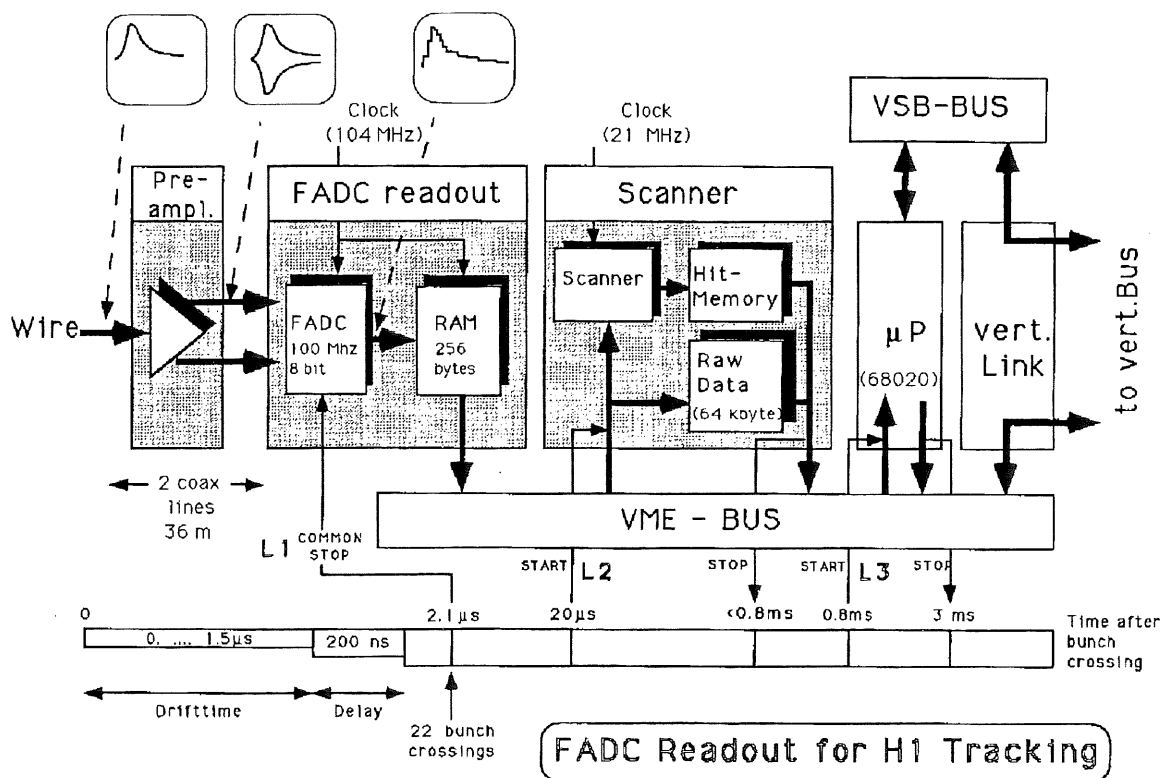 Clock
(104 MHz)
Clock
(21 MHz)
VSB-BUS
Pre-
ampl.
FADC readout
Scanner
Wire
FADC
100 Mhz
8 bit
RAM
256
bytes
Scanner
Hit-
Memory
Raw
Data
(64 kbyte)
µP
(68020)
vert.
Link
to vert.Bus
2 coax
lines
36 m
VME - BUS
L1 COMMON
STOP
START L2
STOP
START L3 STOP
0
2.1µs
20µs
<0.8ms
0.8ms
3 ms
0. .... 1.5µs
200 ns
Time after
bunch
crossing
Drifttime
Delay
22 bunch
crossings
FADC Readout for H1 Tracking